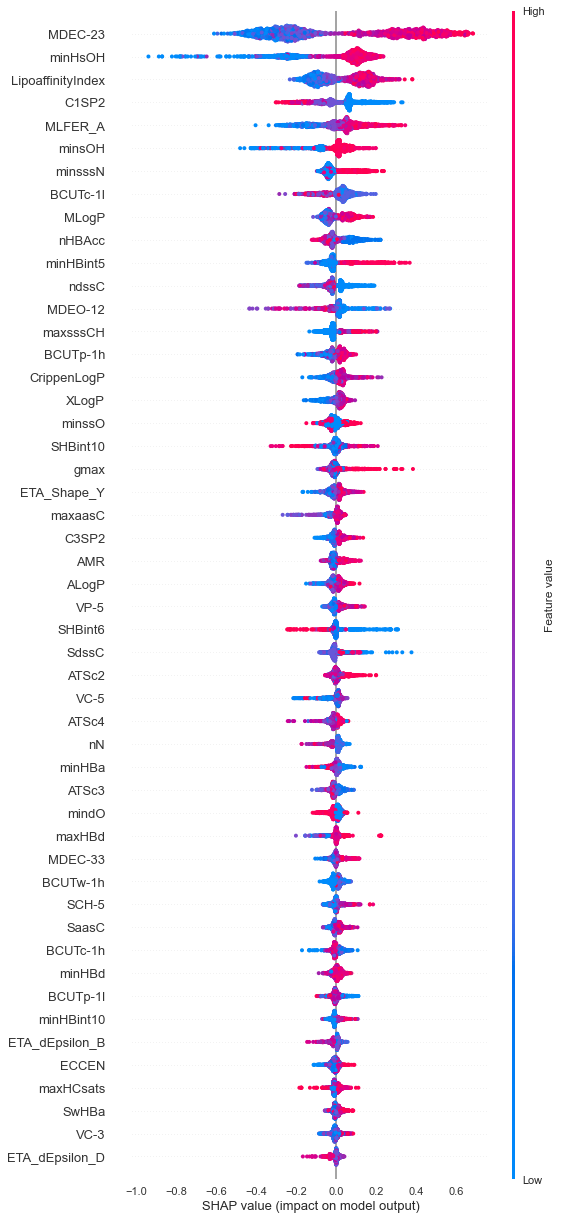 High
MDEC-23
minHsOH
LipoaffinityIndex
C1SP2
MLFER_A
minsOH
minsssN
BCUTc-1l
MLogP
nHBAcc
minHBint5
ndssC
MDEO-12
maxsssCH
BCUTp-1h
CrippenLogP
XLogP
minssO
SHBint10
gmax
ETA_Shape_Y
maxaasC
C3SP2
AMR
ALogP
VP-5
SHBint6
SdssC
ATSc2
VC-5
ATSc4
nN
minHBa
ATSc3
mindO
maxHBd
MDEC-33
BCUTw-1h
SCH-5
SaasC
BCUTc-1h
minHBd
BCUTp-1l
minHBint10
ETA_dEpsilon_B
ECCEN
maxHCsats
SwHBa
VC-3
ETA_dEpsilon_D
Feature value
Low
−1.0 −0.8 −0.6 −0.4 −0.2 0.0 0.2 0.4 0.6
SHAP value (impact on model output)